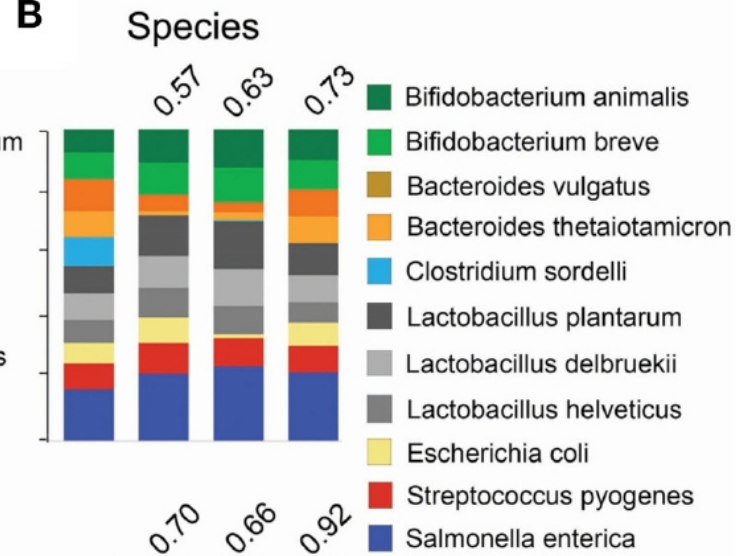 B
Species
0.57 0.63 0.73
um
s
Bifidobacterium animalis
Bifidobacterium breve
Bacteroides vulgatus
Bacteroides thetaiotamicron
Clostridium sordelli
Lactobacillus plantarum
Lactobacillus delbruekii
Lactobacillus helveticus
Escherichia coli
Streptococcus pyogenes
Salmonella enterica
0.70 0.66 0.92